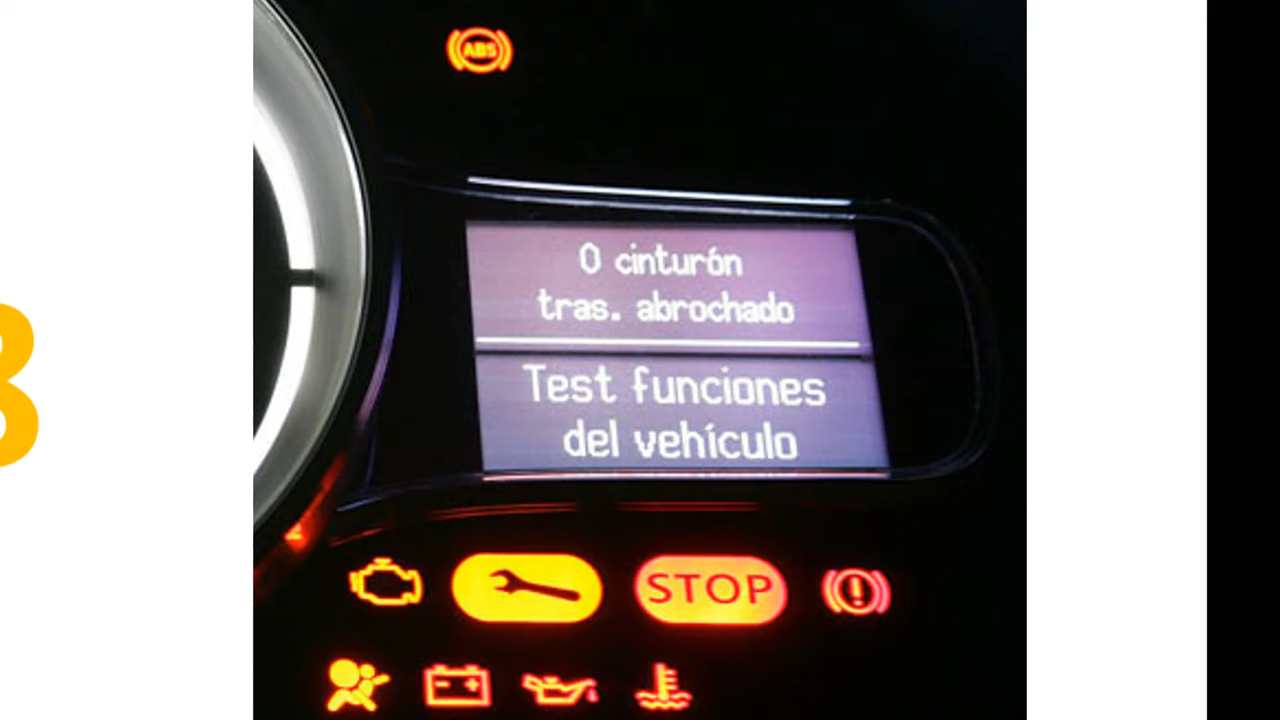 ABS
0 cinturón
tras. abrochado
Test funciones
del vehículo
STOP